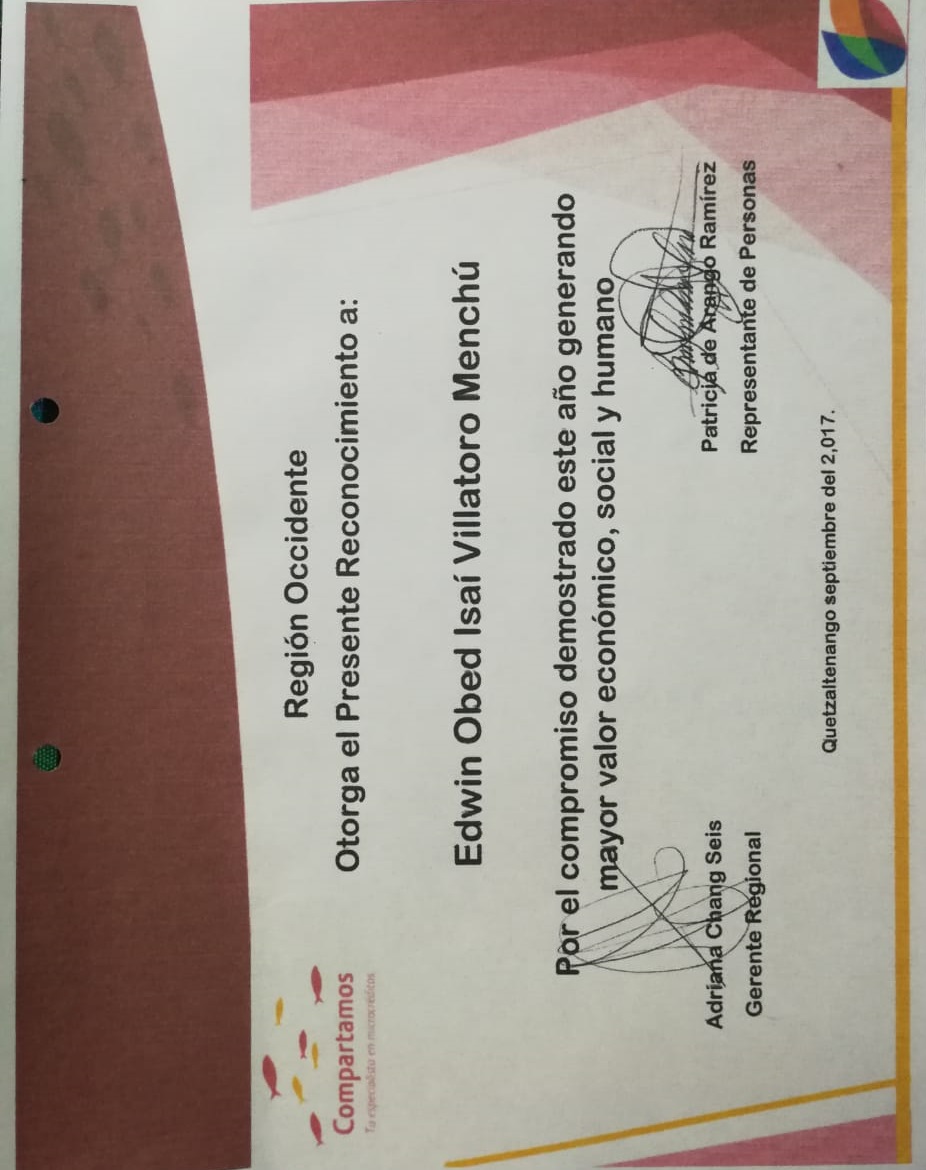 Compartamos
Tu especialista en microcréditos
Región Occidente
Otorga el Presente Reconocimiento a:
Edwin Obed Isaí Villatoro Menchú
Por el compromiso demostrado este año generando
mayor valor económico, social y humano
Adriana Chang Seis
Gerente Regional
Patricia de Arango Ramírez
Representante de Personas
Quetzaltenango septiembre del 2,017.